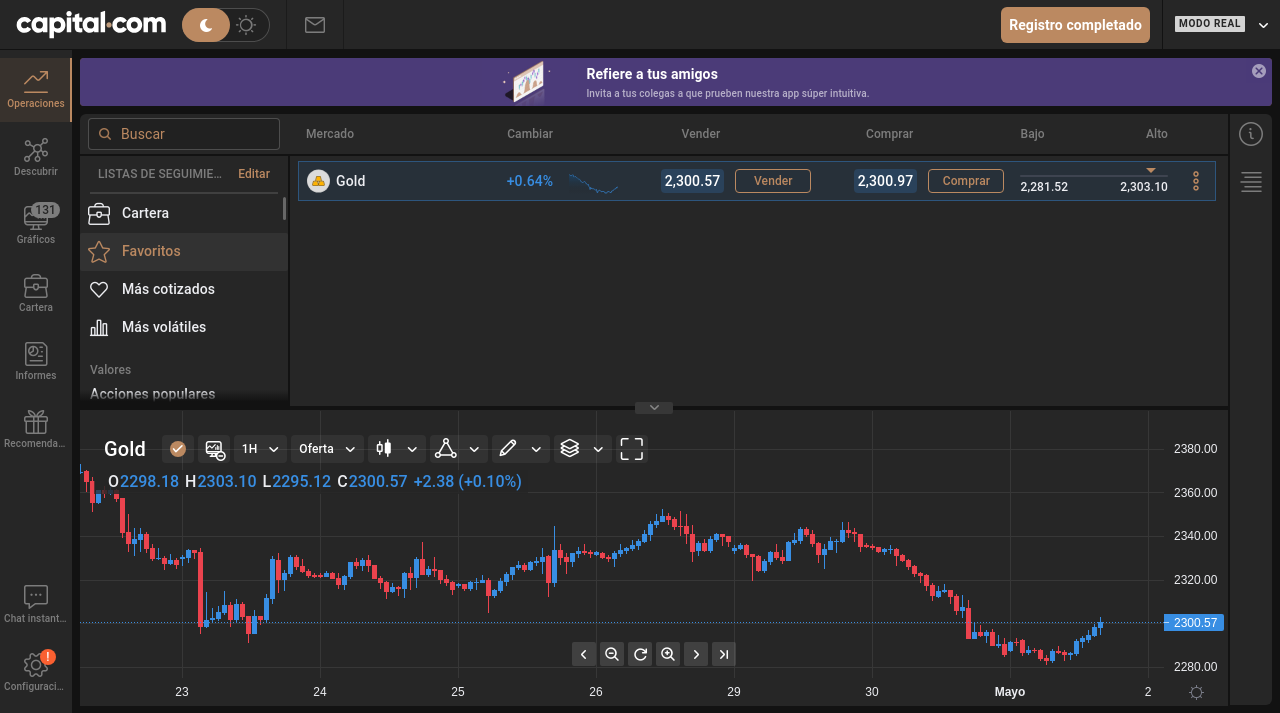 capital.com
Registro completado
MODO REAL
Operaciones
Descubrir
131
Gráficos
Cartera
Informes
Recomenda...
Chat instant...
!
Configuraci...
Refiere a tus amigos
Invita a tus colegas a que prueben nuestra app súper intuitiva.
Buscar
LISTAS DE SEGUIMIE... Editar
Cartera
Favoritos
Más cotizados
Más volátiles
Valores
Acciones populares
Mercado Cambiar Vender Comprar Bajo Alto
Gold +0.64% 2,300.57 Vender 2,300.97 Comprar 2,281.52 2,303.10
Gold 1H Oferta
O2298.18 H2303.10 L2295.12 C2300.57 +2.38 (+0.10%)
2380.00
2360.00
2340.00
2320.00
2300.57
2280.00
23 24 25 26 29 30 Mayo 2